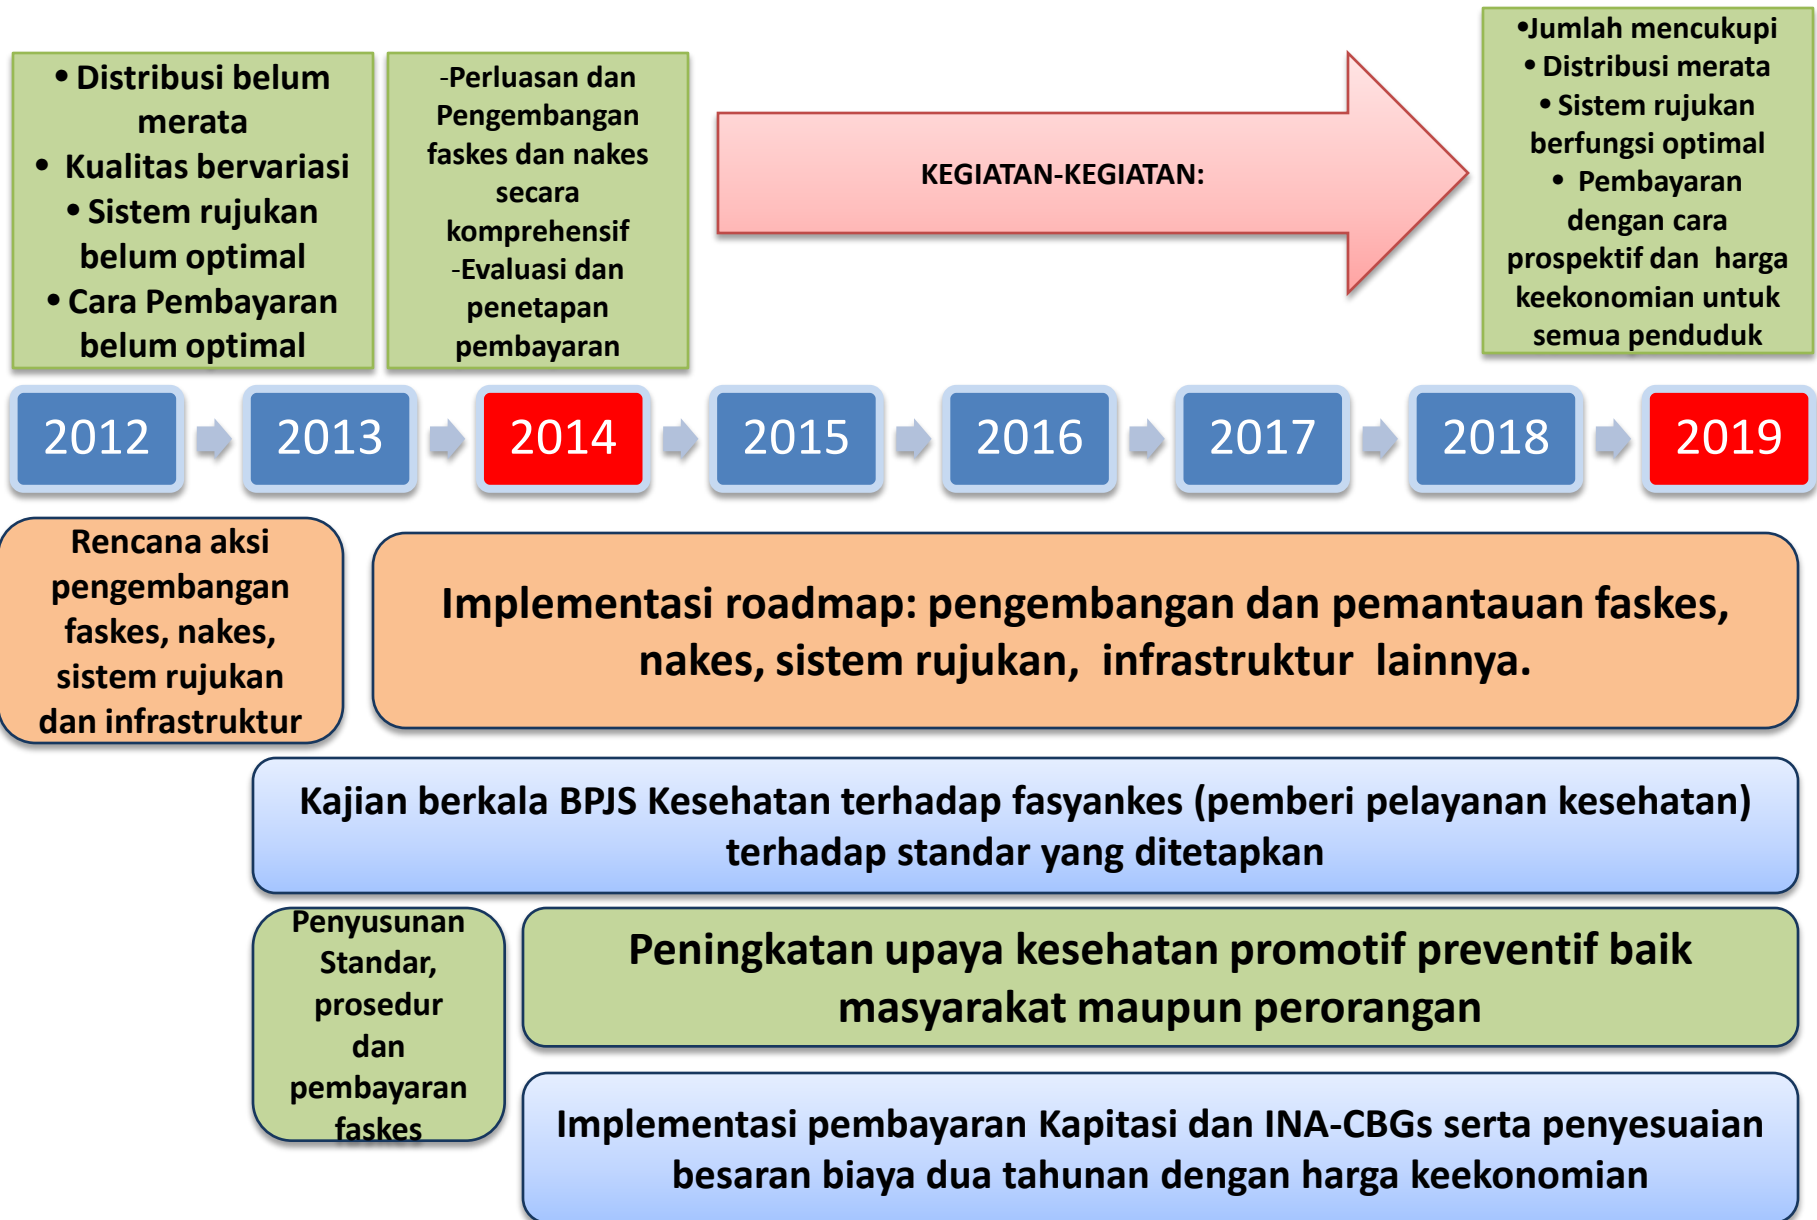 • Distribusi belum
merata
• Kualitas bervariasi
• Sistem rujukan
belum optimal
• Cara Pembayaran
belum optimal
-Perluasan dan
Pengembangan
faskes dan nakes
secara
komprehensif
-Evaluasi dan
penetapan
pembayaran
KEGIATAN-KEGIATAN:
•Jumlah mencukupi
• Distribusi merata
• Sistem rujukan
berfungsi optimal
• Pembayaran
dengan cara
prospektif dan harga
keekonomian untuk
semua penduduk
2012
2013
2014
2015
2016
2017
2018
2019
Rencana aksi
pengembangan
faskes, nakes,
sistem rujukan
dan infrastruktur
Implementasi roadmap: pengembangan dan pemantauan faskes,
nakes, sistem rujukan, infrastruktur lainnya.
Kajian berkala BPJS Kesehatan terhadap fasyankes (pemberi pelayanan kesehatan)
terhadap standar yang ditetapkan
Penyusunan
Standar,
prosedur
dan
pembayaran
faskes
Peningkatan upaya kesehatan promotif preventif baik
masyarakat maupun perorangan
Implementasi pembayaran Kapitasi dan INA-CBGs serta penyesuaian
besaran biaya dua tahunan dengan harga keekonomian